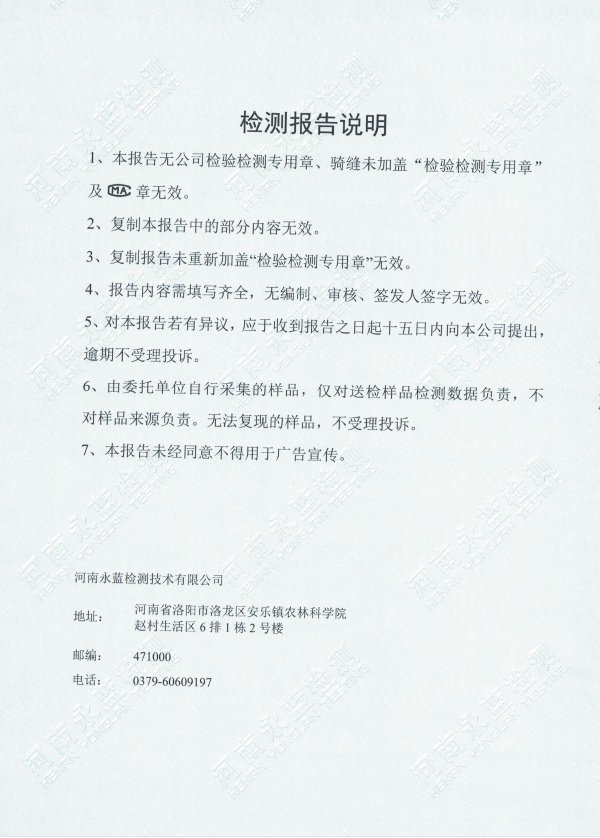 检测报告说明
1、本报告无公司检验检测专用章、骑缝未加盖“检验检测专用章”
及 MA 章无效。
2、复制本报告中的部分内容无效。
3、复制报告未重新加盖“检验检测专用章”无效。
4、报告内容需填写齐全，无编制、审核、签发人签字无效。
5、对本报告若有异议，应于收到报告之日起十五日内向本公司提出，
逾期不受理投诉。
6、由委托单位自行采集的样品，仅对送检样品检测数据负责，不
对样品来源负责。无法复现的样品，不受理投诉。
7、本报告未经同意不得用于广告宣传。
河南永蓝检测技术有限公司
地址： 河南省洛阳市洛龙区安乐镇农林科学院
赵村生活区 6 排 1 栋 2 号楼
邮编： 471000
电话： 0379-60609197
河南永蓝检测
HENAN YONGLAN TESTING